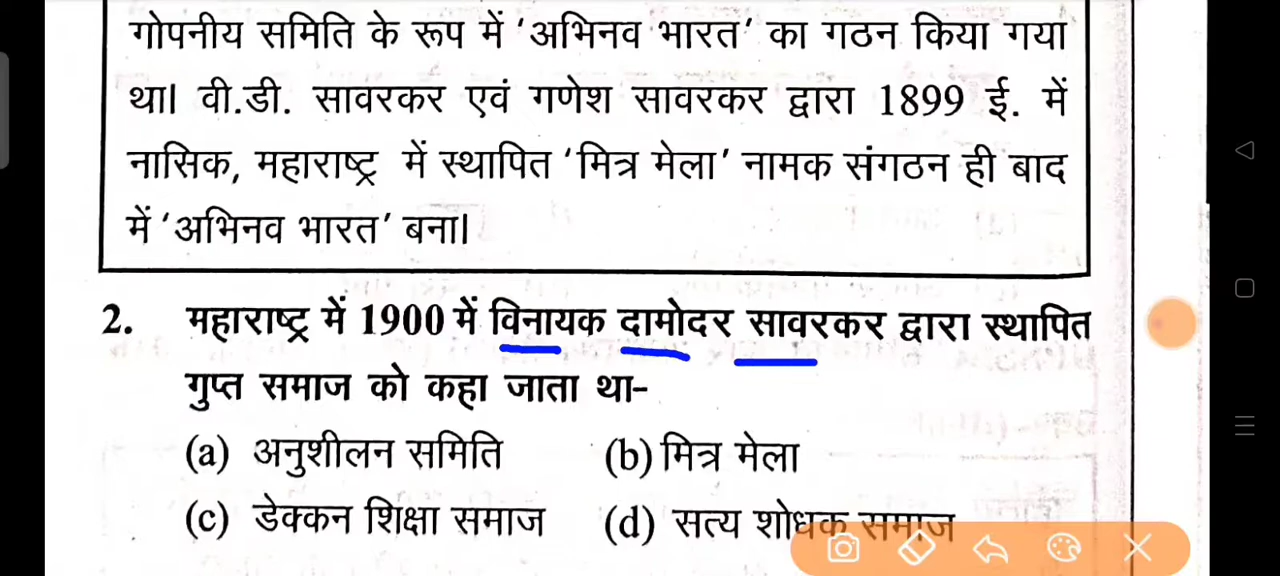 गोपनीय समिति के रूप में ‘अभिनव भारत’ का गठन किया गया
था। वी.डी. सावरकर एवं गणेश सावरकर द्वारा 1899 ई. में
नासिक, महाराष्ट्र में स्थापित ‘मित्र मेला’ नामक संगठन ही बाद
में ‘अभिनव भारत’ बना।
2. महाराष्ट्र में 1900 में विनायक दामोदर सावरकर द्वारा स्थापित
गुप्त समाज को कहा जाता था-
(a) अनुशीलन समिति (b) मित्र मेला
(c) डेक्कन शिक्षा समाज (d) सत्य शोधक समाज